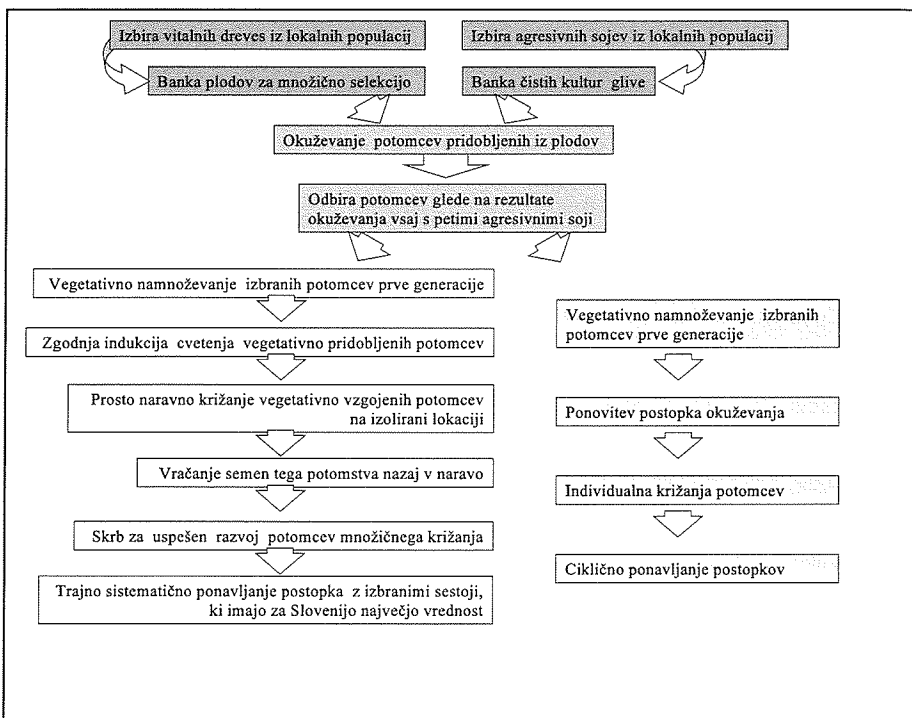 Izbira vitalnih dreves iz lokalnih populacij
Izbira agresivnih sojev iz lokalnih populacij
Banka plodov za množično selekcijo
Banka čistih kultur glive
Okuževanje potomcev pridobljenih iz plodov
Odbira potomcev glede na rezultate
okuževanja vsaj s petimi agresivnimi soji
Vegetativno namnoževanje izbranih potomcev prve generacije
Zgodnja indukcija cvetenja vegetativno pridobljenih potomcev
Prosto naravno križanje vegetativno vzgojenih potomcev
na izolirani lokaciji
Vračanje semen tega potomstva nazaj v naravo
Skrb za uspešen razvoj potomcev množičnega križanja
Trajno sistematično ponavljanje postopka z izbranimi sestoji,
ki imajo za Slovenijo največjo vrednost
Vegetativno namnoževanje izbranih
potomcev prve generacije
Ponovitev postopka okuževanja
Individualna križanja potomcev
Ciklično ponavljanje postopkov